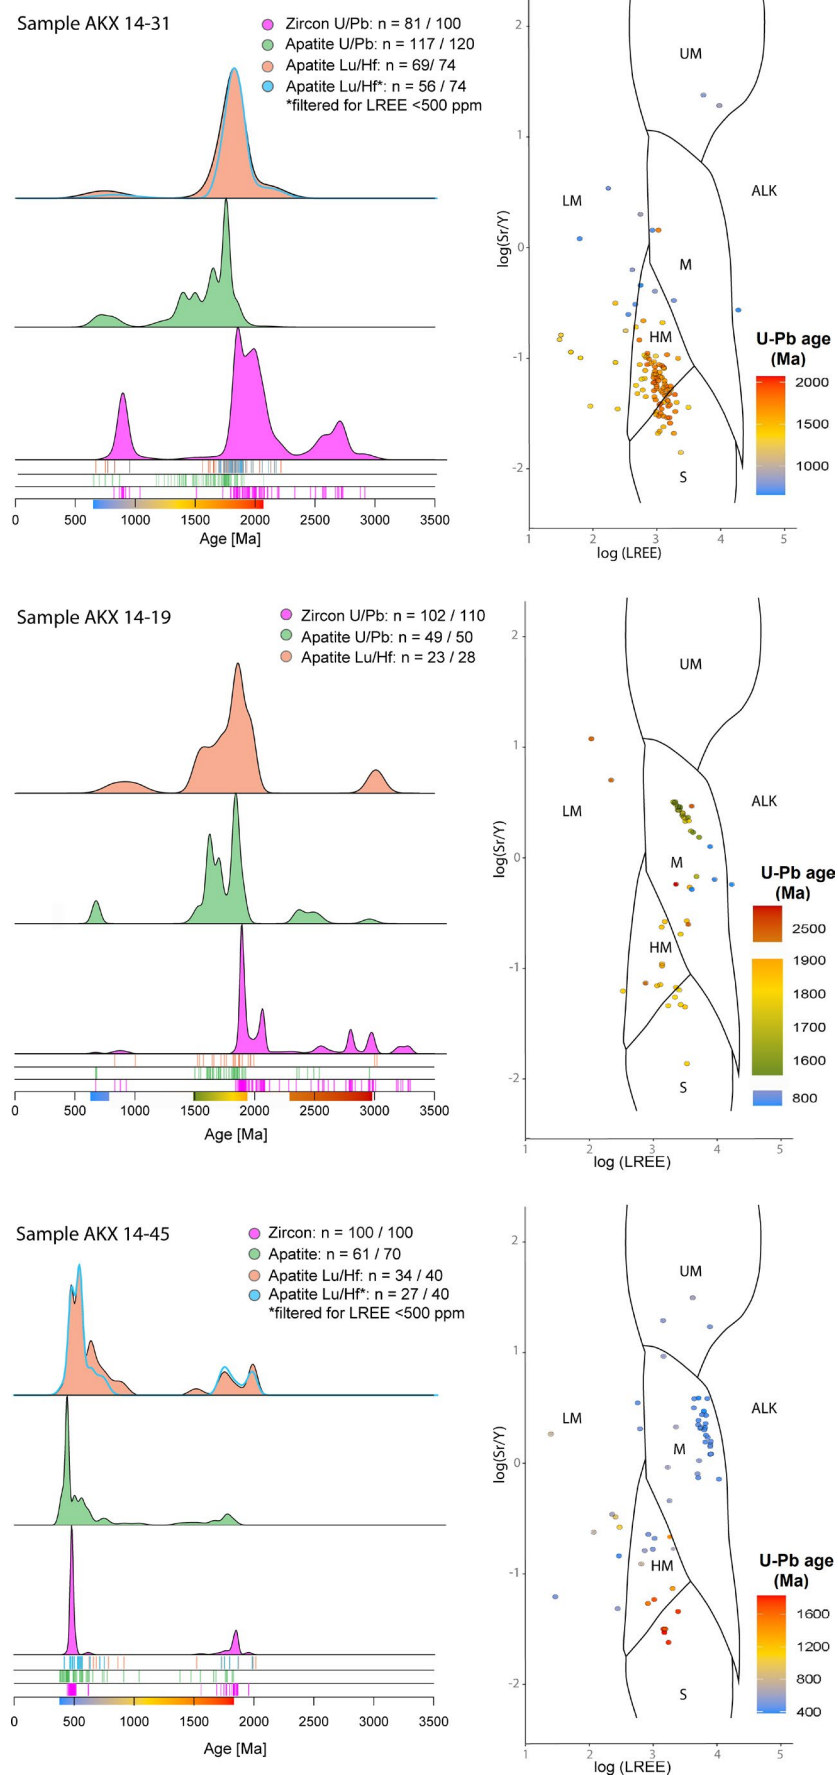 Sample AKX 14-31
Zircon U/Pb: n = 81 / 100
Apatite U/Pb: n = 117 / 120
Apatite Lu/Hf: n = 69/ 74
Apatite Lu/Hf*: n = 56 / 74
*filtered for LREE <500 ppm
0 500 1000 1500 2000 2500 3000 3500
Age [Ma]
2
1
0
-1
-2
log(Sr/Y)
UM
LM
ALK
M
HM
S
1 2 3 4 5
log (LREE)
U-Pb age
(Ma)
2000
1500
1000
Sample AKX 14-19
Zircon U/Pb: n = 102 / 110
Apatite U/Pb: n = 49 / 50
Apatite Lu/Hf: n = 23 / 28
0 500 1000 1500 2000 2500 3000 3500
Age [Ma]
2
1
0
-1
-2
log(Sr/Y)
UM
LM
ALK
M
HM
S
1 2 3 4 5
log (LREE)
U-Pb age
(Ma)
2500
1900
1800
1700
1600
800
Sample AKX 14-45
Zircon: n = 100 / 100
Apatite: n = 61 / 70
Apatite Lu/Hf: n = 34 / 40
Apatite Lu/Hf*: n = 27 / 40
*filtered for LREE <500 ppm
0 500 1000 1500 2000 2500 3000 3500
Age [Ma]
2
1
0
-1
-2
log(Sr/Y)
UM
LM
ALK
M
HM
S
1 2 3 4 5
log (LREE)
U-Pb age
(Ma)
1600
1200
800
400